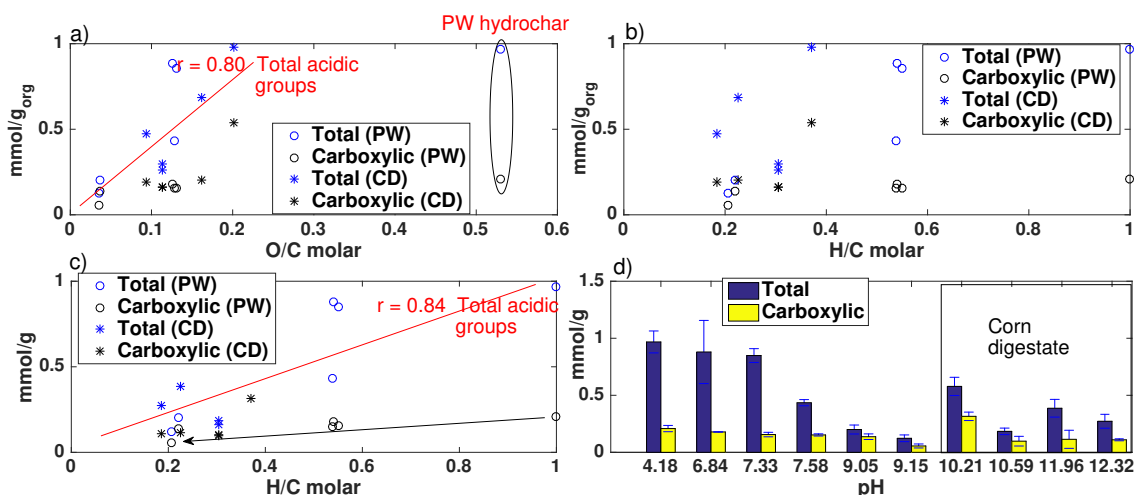 PW hydrochar
a)
r = 0.80 Total acidic
groups
mmol/g_org
1
0.5
0
Total (PW)
Carboxylic (PW)
Total (CD)
Carboxylic (CD)
0 0.1 0.2 0.3 0.4 0.5 0.6
O/C molar
b)
mmol/g_org
1
0.5
0
Total (PW)
Carboxylic (PW)
Total (CD)
Carboxylic (CD)
0 0.2 0.4 0.6 0.8 1
H/C molar
c)
mmol/g
1
0.5
0
Total (PW)
Carboxylic (PW)
Total (CD)
Carboxylic (CD)
r = 0.84 Total acidic
groups
0 0.2 0.4 0.6 0.8 1
H/C molar
d)
mmol/g
1.5
1
0.5
0
Total
Carboxylic
Corn
digestate
4.18 6.84 7.33 7.58 9.05 9.15 10.21 10.59 11.96 12.32
pH